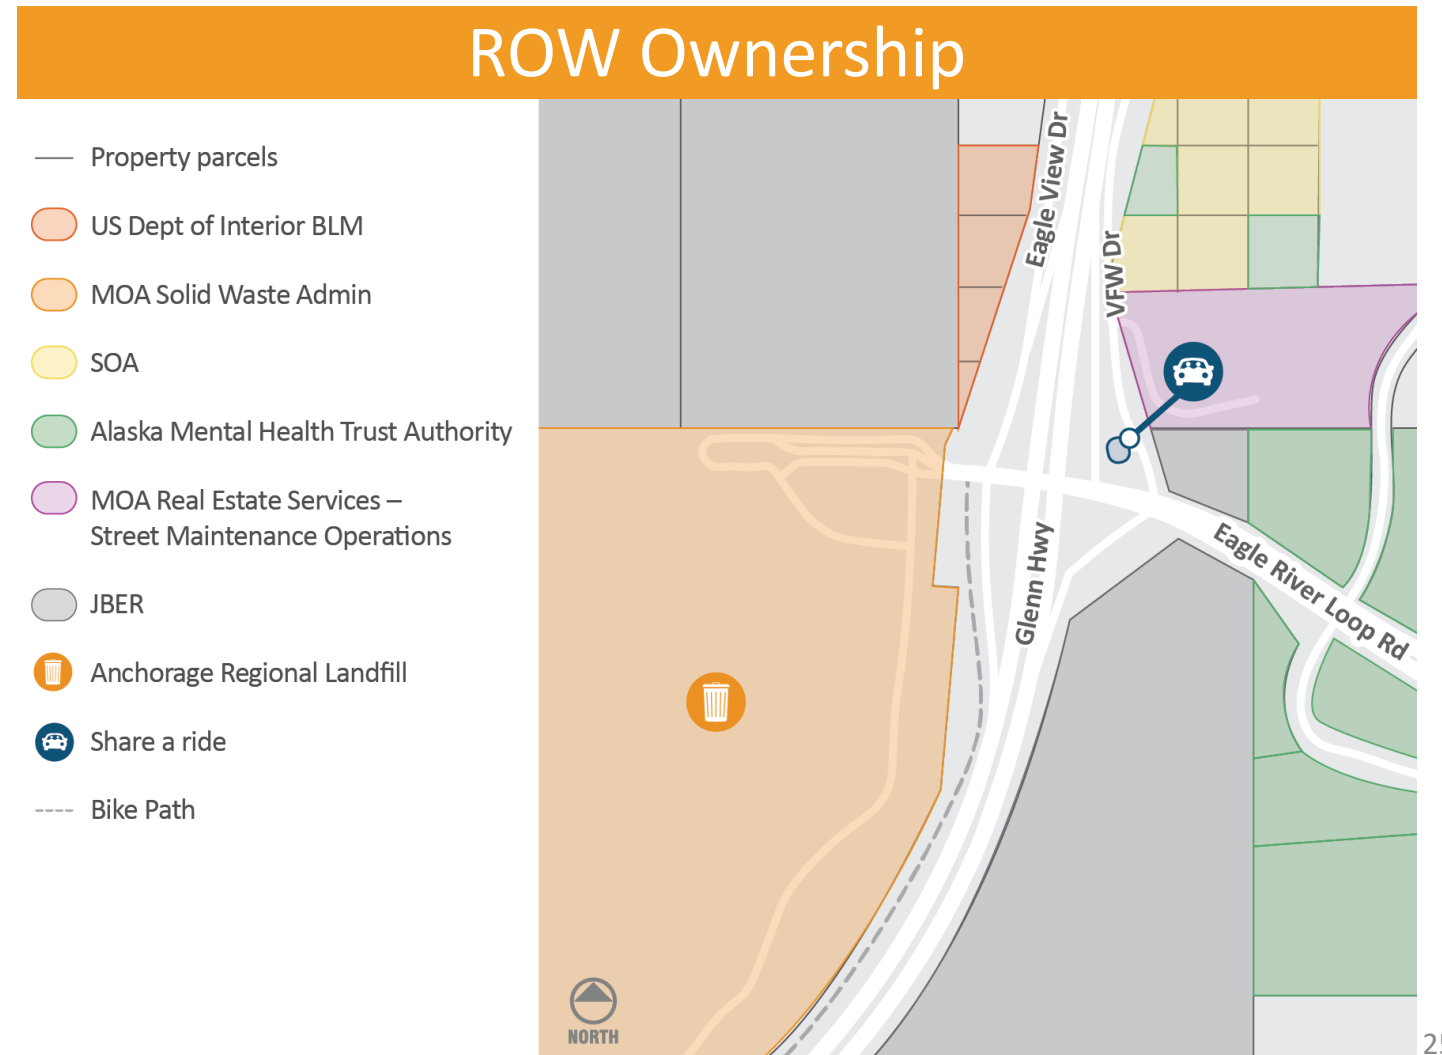 ROW Ownership
Property parcels
US Dept of Interior BLM
MOA Solid Waste Admin
SOA
Alaska Mental Health Trust Authority
MOA Real Estate Services –
Street Maintenance Operations
JBER
Anchorage Regional Landfill
Share a ride
Bike Path
Eagle View Dr
VFW Dr
Glenn Hwy
Eagle River Loop Rd
NORTH